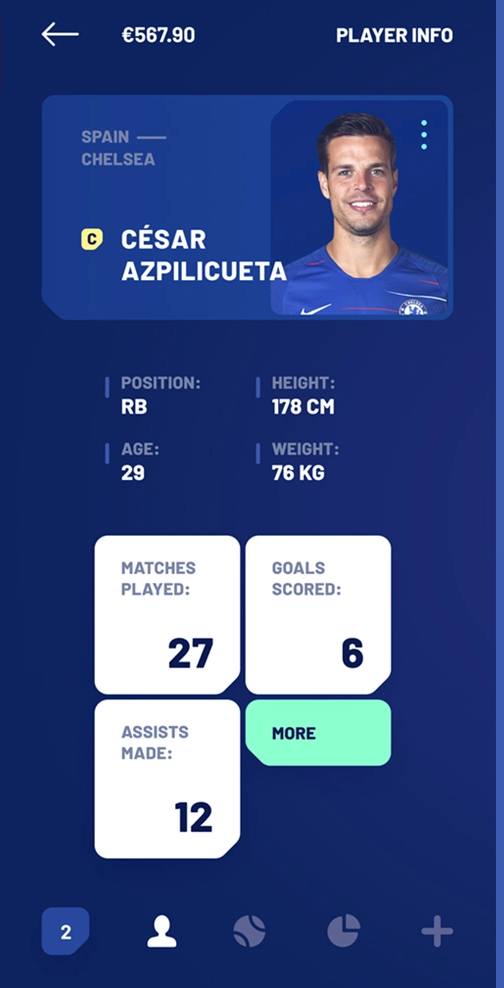 €567.90 PLAYER INFO
SPAIN
CHELSEA
C CÉSAR
AZPILICUETA
POSITION: HEIGHT:
RB 178 CM
AGE: WEIGHT:
29 76 KG
MATCHES
PLAYED:
27
GOALS
SCORED:
6
ASSISTS
MADE:
12
MORE
2